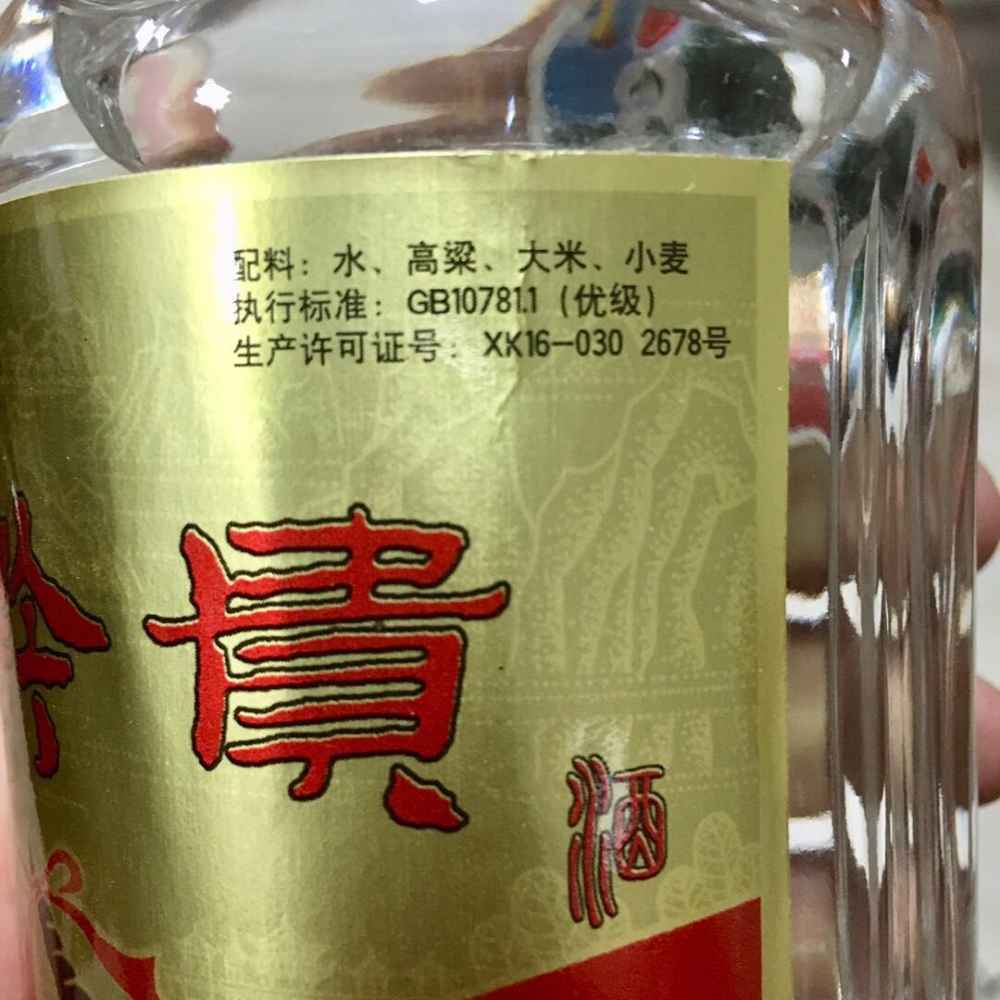 配料：水、高粱、大米、小麦
执行标准：GB10781.1（优级）
生产许可证号：XK16-030 2678号
貴
酒